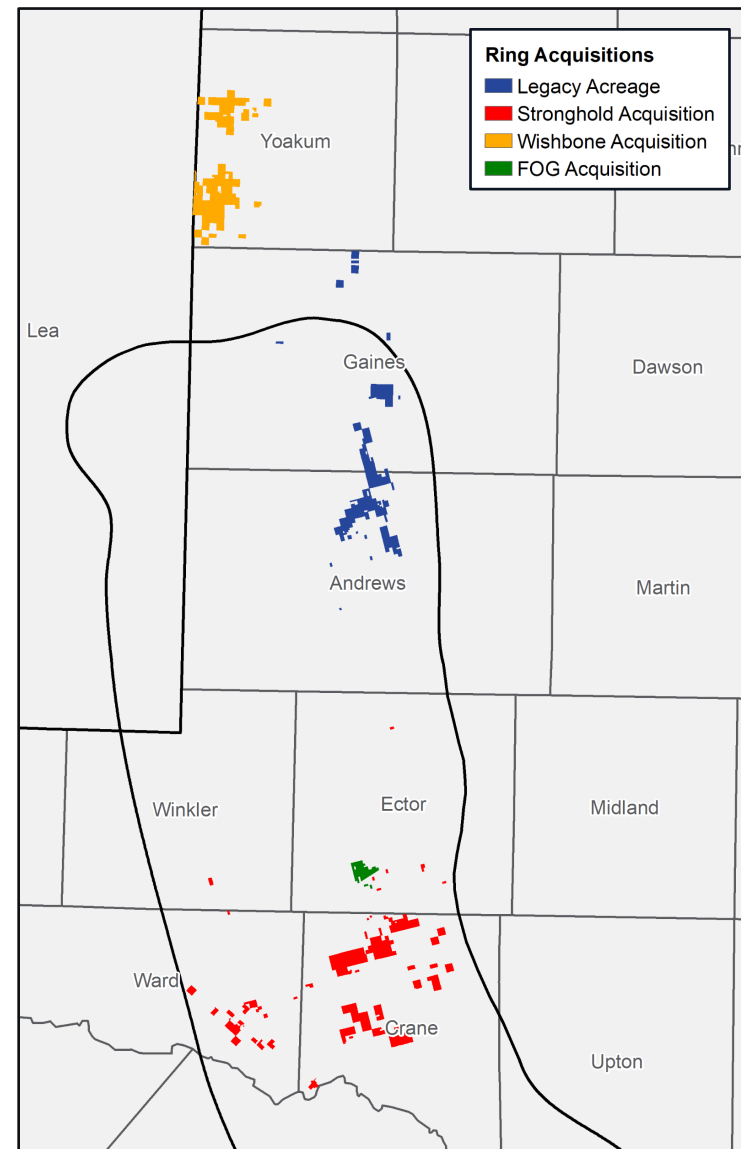 Ring Acquisitions
Legacy Acreage
Stronghold Acquisition
Wishbone Acquisition
FOG Acquisition
Yoakum
Lea
Gaines
Dawson
Andrews
Martin
Winkler
Ector
Midland
Ward
Crane
Upton